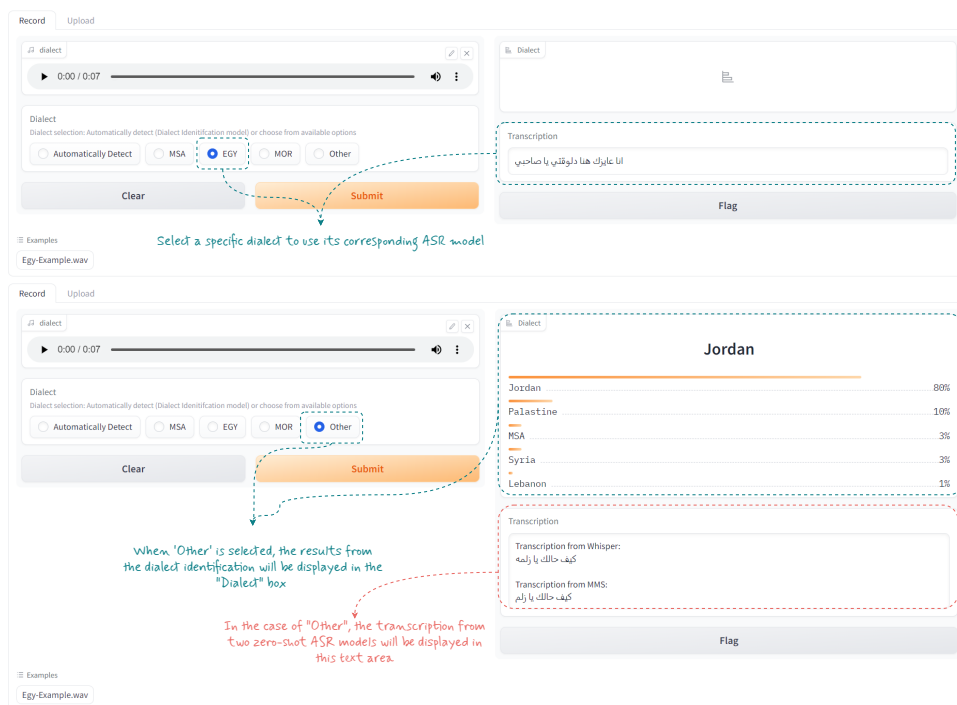 Record Upload
dialect
0:00 / 0:07
Dialect
Dialect selection: Automatically detect (Dialect Idenitifcation model) or choose from available options
Automatically Detect MSA EGY MOR Other
Clear Submit
Dialect
Transcription
انا عايزك هنا دلوقتي يا صاحبي
Flag
Select a specific dialect to use its corresponding ASR model
Examples
Egy-Example.wav
Record Upload
dialect
0:00 / 0:07
Dialect
Dialect selection: Automatically detect (Dialect Idenitifcation model) or choose from available options
Automatically Detect MSA EGY MOR Other
Clear Submit
Dialect
Jordan
Jordan 80%
Palastine 10%
MSA 3%
Syria 3%
Lebanon 1%
When 'Other' is selected, the results from
the dialect identification will be displayed in the
"Dialect" box
Transcription
Transcription from Whisper:
كيف حالك يا زلمه
Transcription from MMS:
كيف حالك يا زلم
In the case of "Other", the transcription from
two zero-shot ASR models will be displayed in
this text area
Flag
Examples
Egy-Example.wav